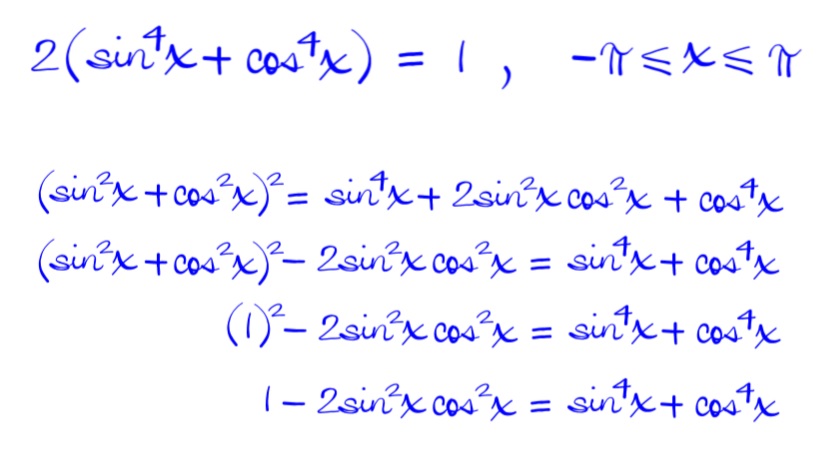 2(sin⁴x + cos⁴x) = 1 , -π ⩽ x ⩽ π
(sin²x + cos²x)² = sin⁴x + 2sin²x cos²x + cos⁴x
(sin²x + cos²x)² - 2sin²x cos²x = sin⁴x + cos⁴x
(1)² - 2sin²x cos²x = sin⁴x + cos⁴x
1 - 2sin²x cos²x = sin⁴x + cos⁴x